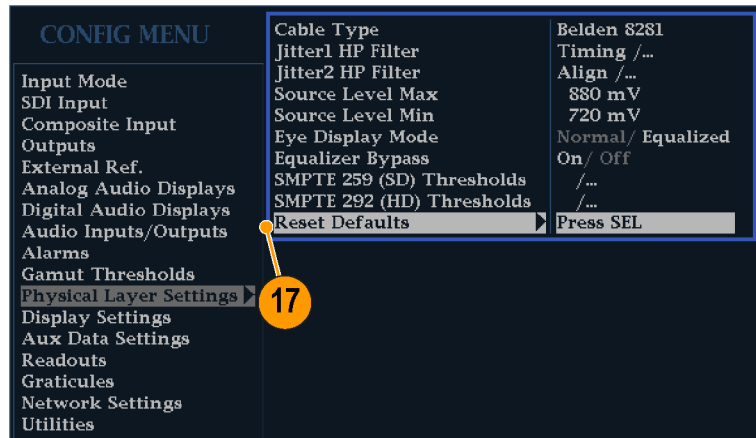 CONFIG MENU
Input Mode
SDI Input
Composite Input
Outputs
External Ref.
Analog Audio Displays
Digital Audio Displays
Audio Inputs/Outputs
Alarms
Gamut Thresholds
Physical Layer Settings
Display Settings
Aux Data Settings
Readouts
Graticules
Network Settings
Utilities
Cable Type Belden 8281
Jitter1 HP Filter Timing /...
Jitter2 HP Filter Align /...
Source Level Max 880 mV
Source Level Min 720 mV
Eye Display Mode Normal/ Equalized
Equalizer Bypass On/ Off
SMPTE 259 (SD) Thresholds /...
SMPTE 292 (HD) Thresholds /...
Reset Defaults Press SEL
17